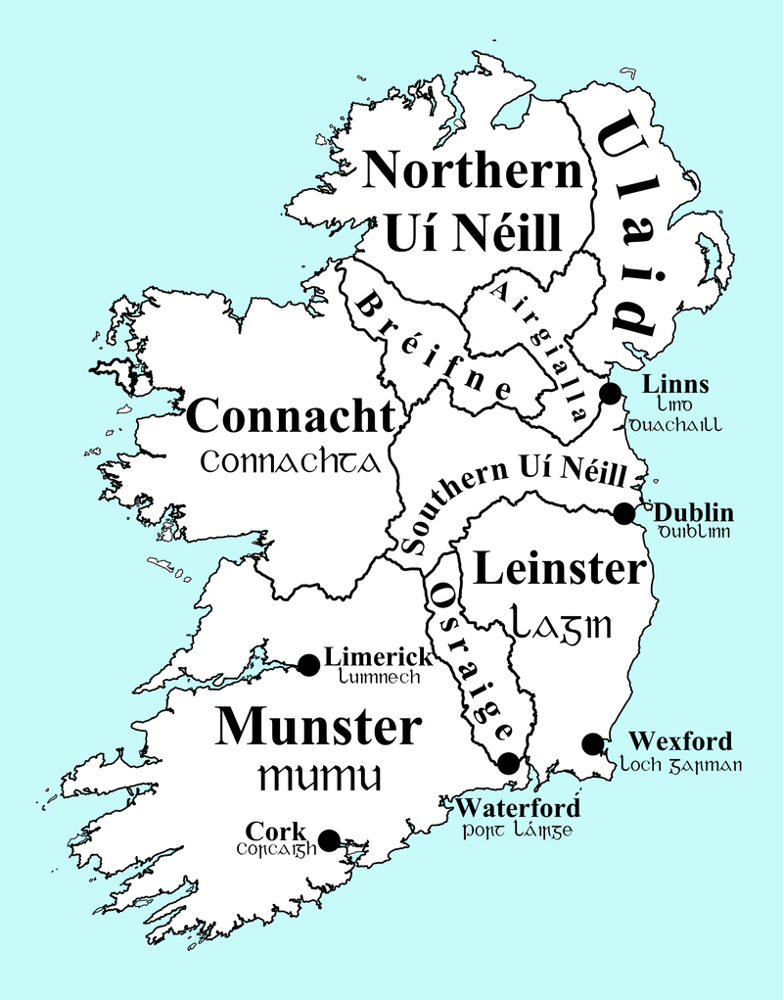 Northern
Uí Néill
Ulaid
Airgialla
Bréifne
Linns
Linn
Duachaill
Connacht
Connachta
Southern Uí Néill
Dublin
Duiblinn
Leinster
Lagin
Osraige
Limerick
Luimnech
Munster
Mumu
Wexford
Loch Garman
Waterford
Port Láirge
Cork
Corcaigh